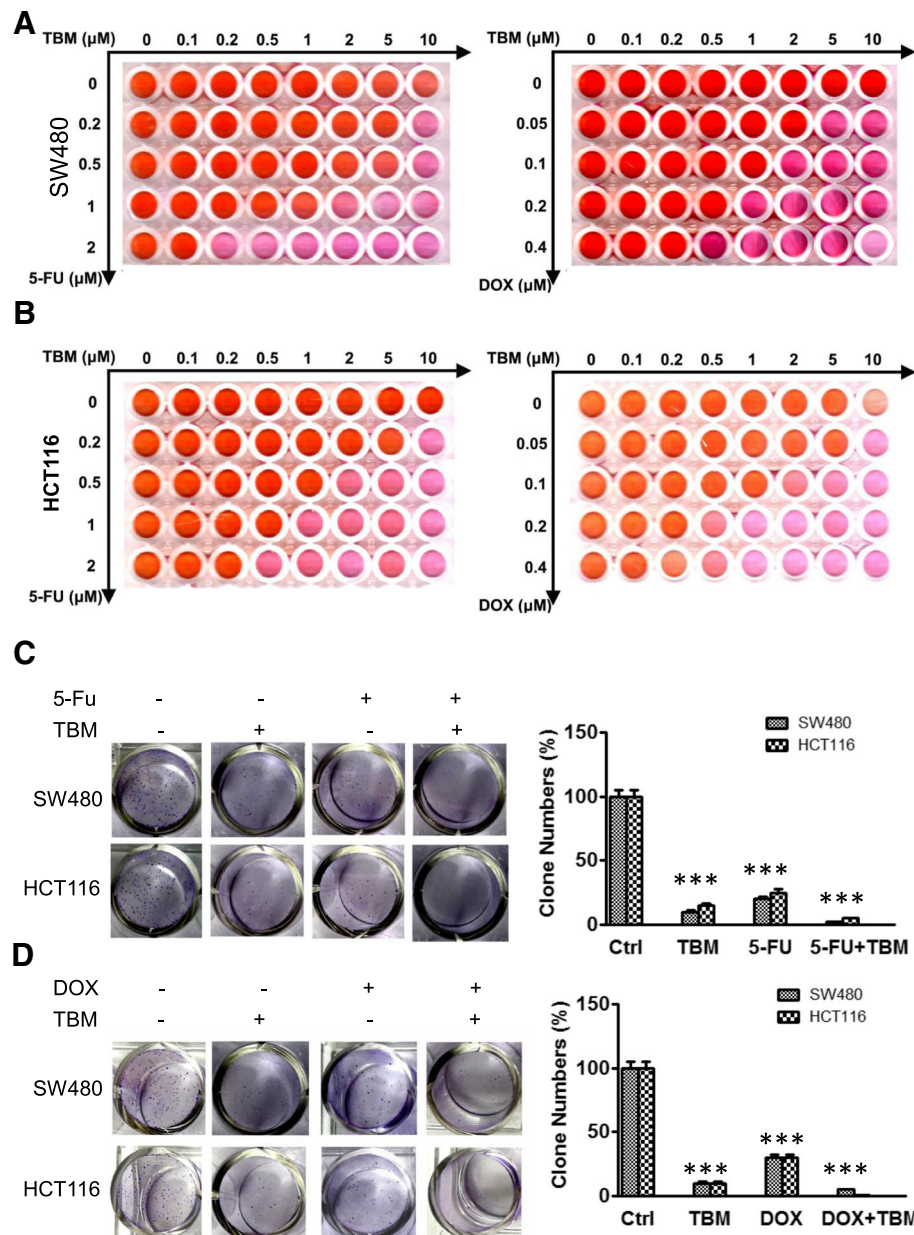 A
TBM (µM) 0 0.1 0.2 0.5 1 2 5 10
SW480
0
0.2
0.5
1
2
5-FU (µM)
TBM (µM) 0 0.1 0.2 0.5 1 2 5 10
0
0.05
0.1
0.2
0.4
DOX (µM)
B
TBM (µM) 0 0.1 0.2 0.5 1 2 5 10
HCT116
0
0.2
0.5
1
2
5-FU (µM)
TBM (µM) 0 0.1 0.2 0.5 1 2 5 10
0
0.05
0.1
0.2
0.4
DOX (µM)
C
5-Fu - - + +
TBM - + - +
SW480
HCT116
Clone Numbers (%)
150
100
50
0
SW480
HCT116
*** *** ***
Ctrl TBM 5-FU 5-FU+TBM
D
DOX - - + +
TBM - + - +
SW480
HCT116
Clone Numbers (%)
150
100
50
0
SW480
HCT116
*** *** ***
Ctrl TBM DOX DOX+TBM